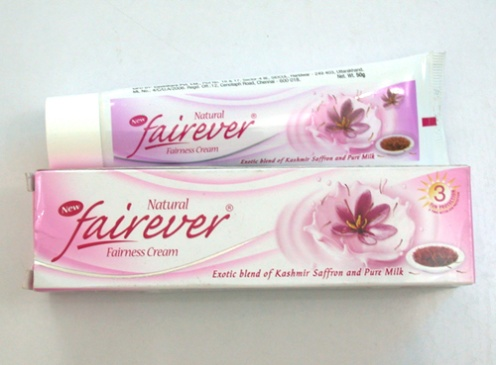 Net. Wt. 50g
New
Natural
fairever®
Fairness Cream
Exotic blend of Kashmir Saffron and Pure Milk
New
Natural
fairever®
Fairness Cream
3
Exotic blend of Kashmir Saffron and Pure Milk